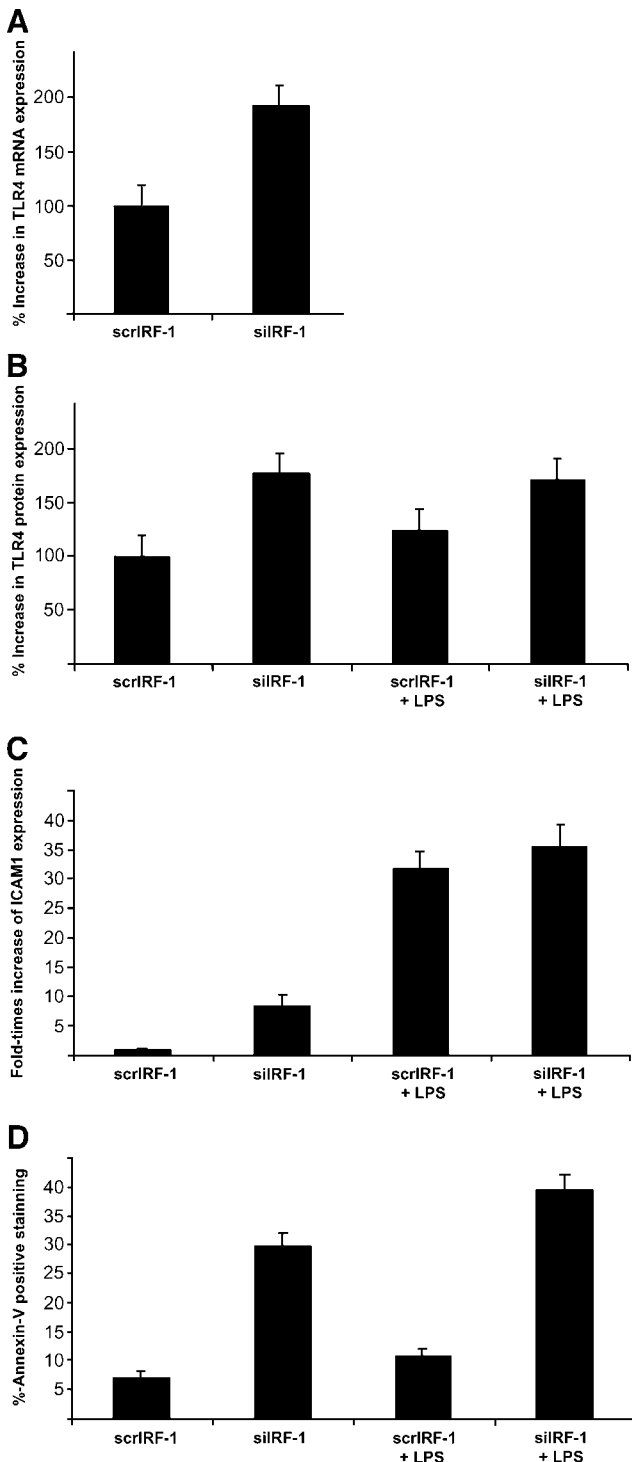 A
% Increase in TLR4 mRNA expression
200
150
100
50
scrIRF-1
siIRF-1
B
% Increase in TLR4 protein expression
200
150
100
50
scrIRF-1
siIRF-1
scrIRF-1
+ LPS
siIRF-1
+ LPS
C
Fold-times increase of ICAM1 expression
40
35
30
25
20
15
10
5
scrIRF-1
siIRF-1
scrIRF-1
+ LPS
siIRF-1
+ LPS
D
%-Annexin-V positive stainning
40
35
30
25
20
15
10
5
scrIRF-1
siIRF-1
scrIRF-1
+ LPS
siIRF-1
+ LPS